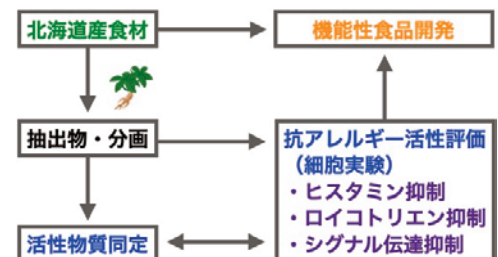 北海道産食材
機能性食品開発
抽出物・分画
抗アレルギー活性評価
(細胞実験)
・ヒスタミン抑制
・ロイコトリエン抑制
・シグナル伝達抑制
活性物質同定